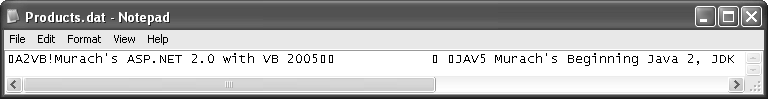 Products.dat - Notepad
File Edit Format View Help
▯A2VB!Murach's ASP.NET 2.0 with VB 2005▯▯ ▯ ▯JAV5 Murach's Beginning Java 2, JDK